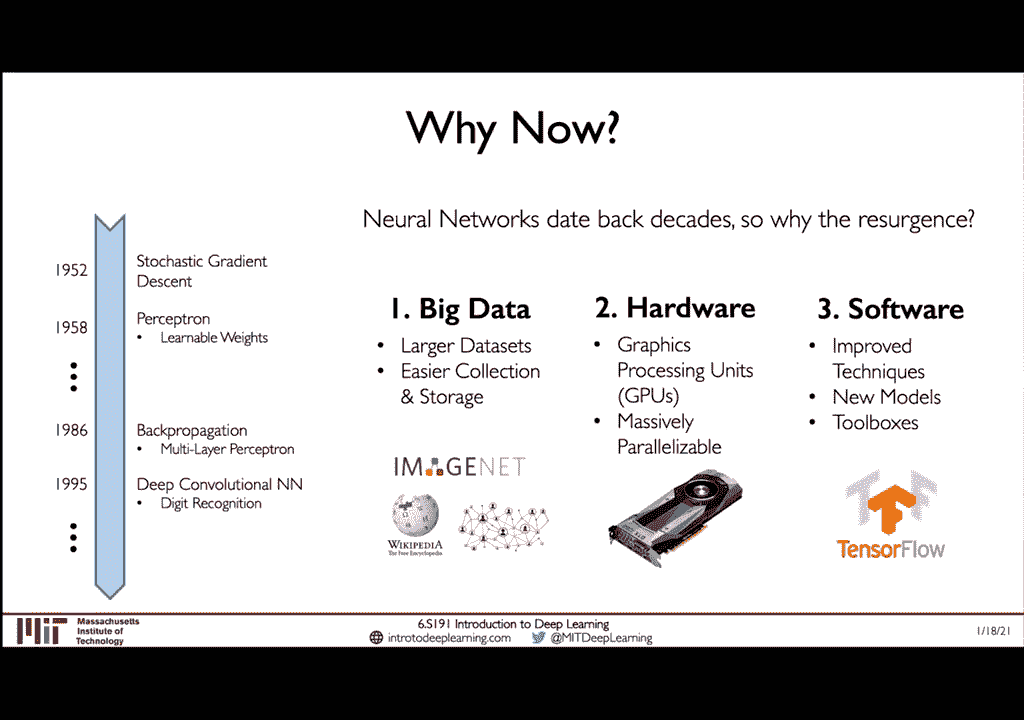 Why Now?
Neural Networks date back decades, so why the resurgence?
1952
Stochastic Gradient
Descent
1958
Perceptron
• Learnable Weights
1986
Backpropagation
• Multi-Layer Perceptron
1995
Deep Convolutional NN
• Digit Recognition
1. Big Data
• Larger Datasets
• Easier Collection
& Storage
IMAGENET
WIKIPEDIA
The Free Encyclopedia
2. Hardware
• Graphics
Processing Units
(GPUs)
• Massively
Parallelizable
3. Software
• Improved
Techniques
• New Models
• Toolboxes
TensorFlow
Massachusetts
Institute of
Technology
6.S191 Introduction to Deep Learning
introtodeeplearning.com @MITDeepLearning
1/18/21